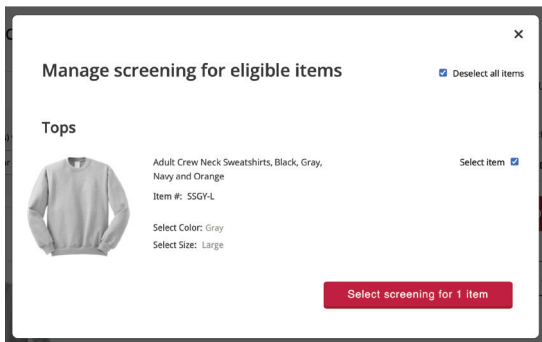 ×
Manage screening for eligible items
Deselect all items
Tops
Adult Crew Neck Sweatshirts, Black, Gray,
Navy and Orange
Select item
Item #: SSGY-L
Select Color: Gray
Select Size: Large
Select screening for 1 item